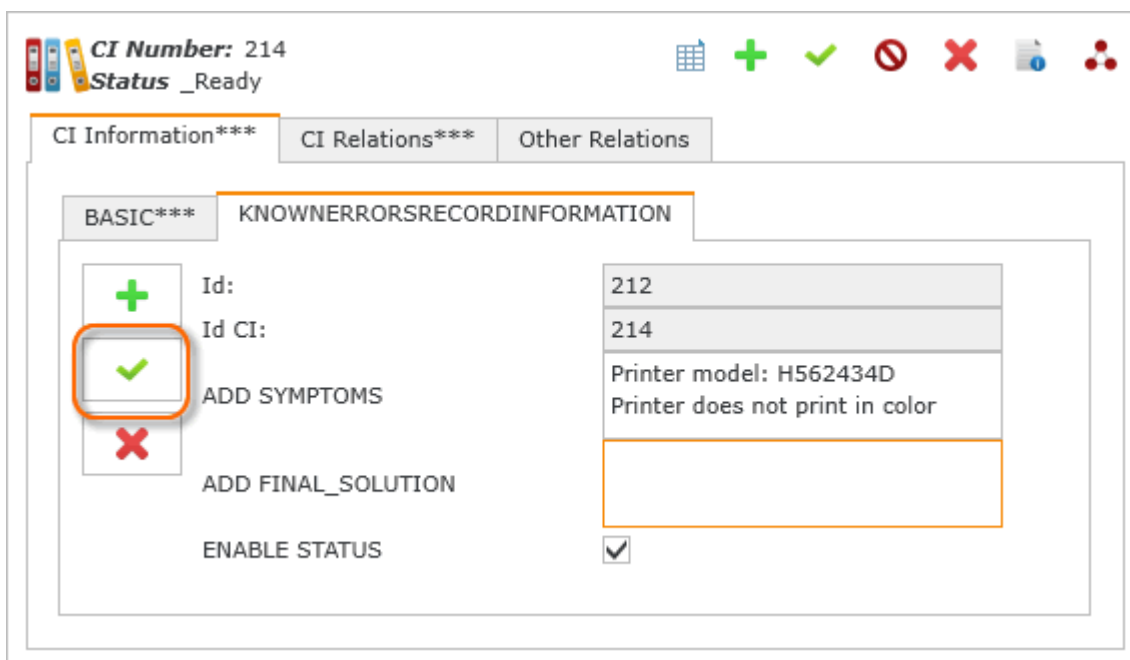 CI Number: 214
Status _Ready
CI Information*** CI Relations*** Other Relations
BASIC*** KNOWNERRORSRECORDINFORMATION
Id: 212
Id CI: 214
ADD SYMPTOMS
Printer model: H562434D
Printer does not print in color
ADD FINAL_SOLUTION
ENABLE STATUS